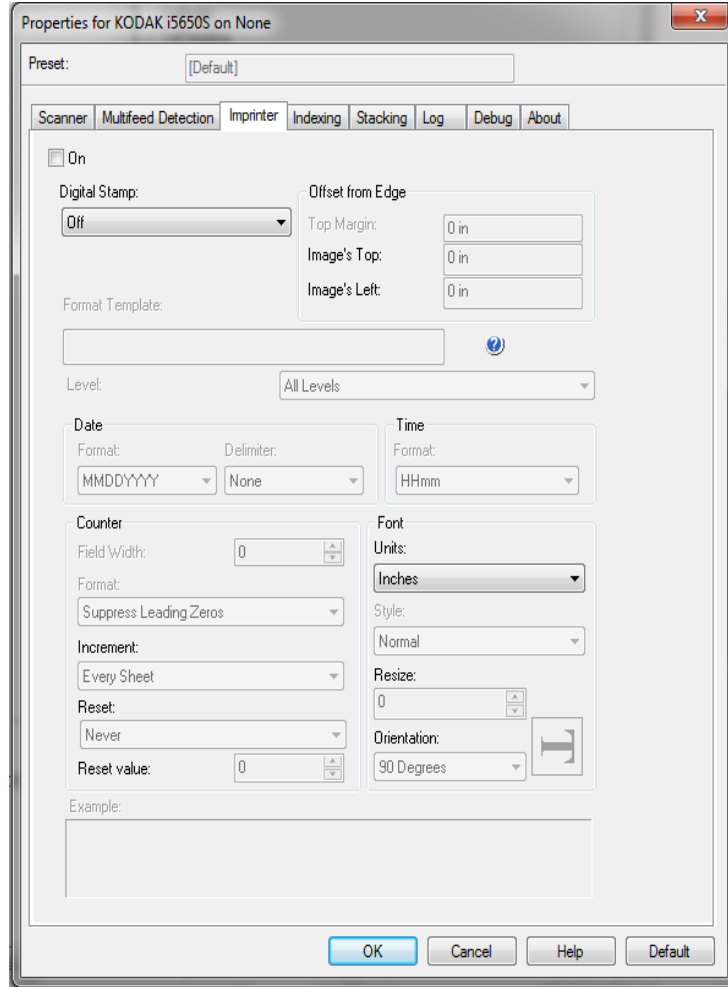 Properties for KODAK i5650S on None
x
Preset: [Default]
Scanner Multifeed Detection Imprinter Indexing Stacking Log Debug About
On
Digital Stamp:
Off
Offset from Edge
Top Margin: 0 in
Image's Top: 0 in
Image's Left: 0 in
Format Template:
?
Level: All Levels
Date
Format: Delimiter:
MMDDYYYY None
Time
Format:
HHmm
Counter
Field Width: 0
Format:
Suppress Leading Zeros
Increment:
Every Sheet
Reset:
Never
Reset value: 0
Font
Units:
Inches
Style:
Normal
Resize:
0
Orientation:
90 Degrees T
Example:
OK Cancel Help Default